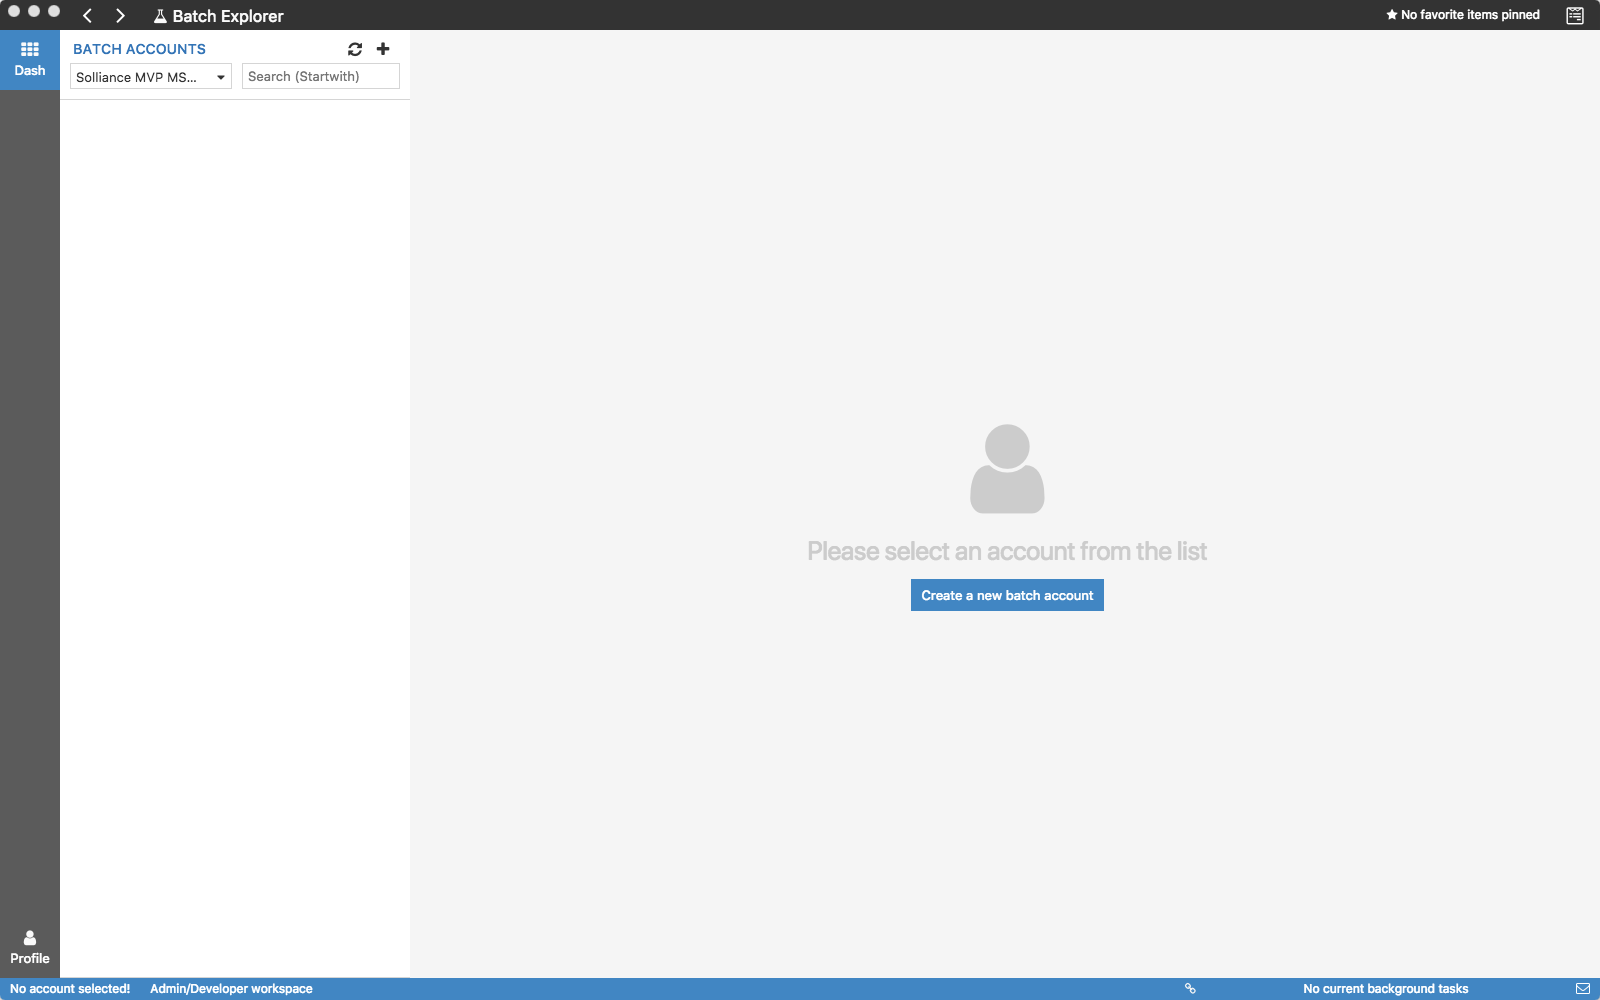 Batch Explorer
No favorite items pinned
Dash
BATCH ACCOUNTS
Solliance MVP MS...
Search (Startwith)
Please select an account from the list
Create a new batch account
Profile
No account selected!
Admin/Developer workspace
No current background tasks